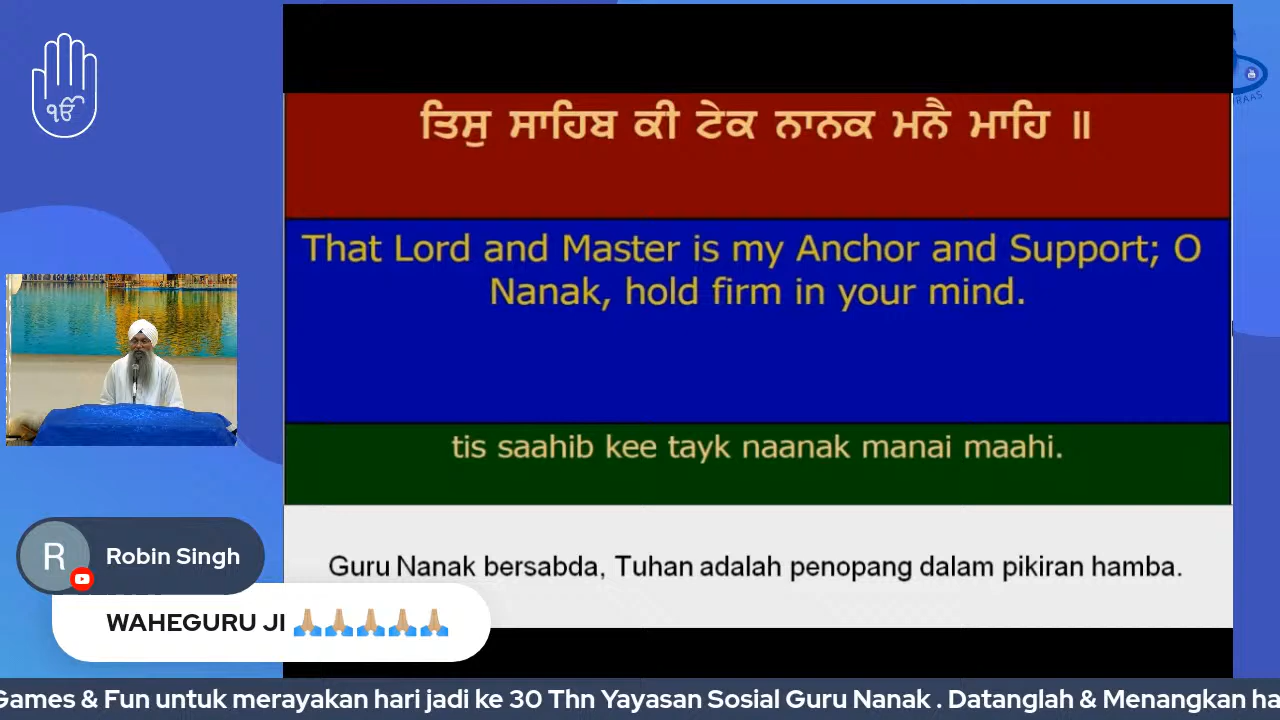 ੴ
ਤਿਸੁ ਸਾਹਿਬ ਕੀ ਟੇਕ ਨਾਨਕ ਮਨੈ ਮਾਹਿ ॥
That Lord and Master is my Anchor and Support; O
Nanak, hold firm in your mind.
tis saahib kee tayk naanak manai maahi.
Guru Nanak bersabda, Tuhan adalah penopang dalam pikiran hamba.
R
Robin Singh
WAHEGURU JI 🙏🏼🙏🏼🙏🏼🙏🏼🙏🏼
Games & Fun untuk merayakan hari jadi ke 30 Thn Yayasan Sosial Guru Nanak . Datanglah & Menangkan ha